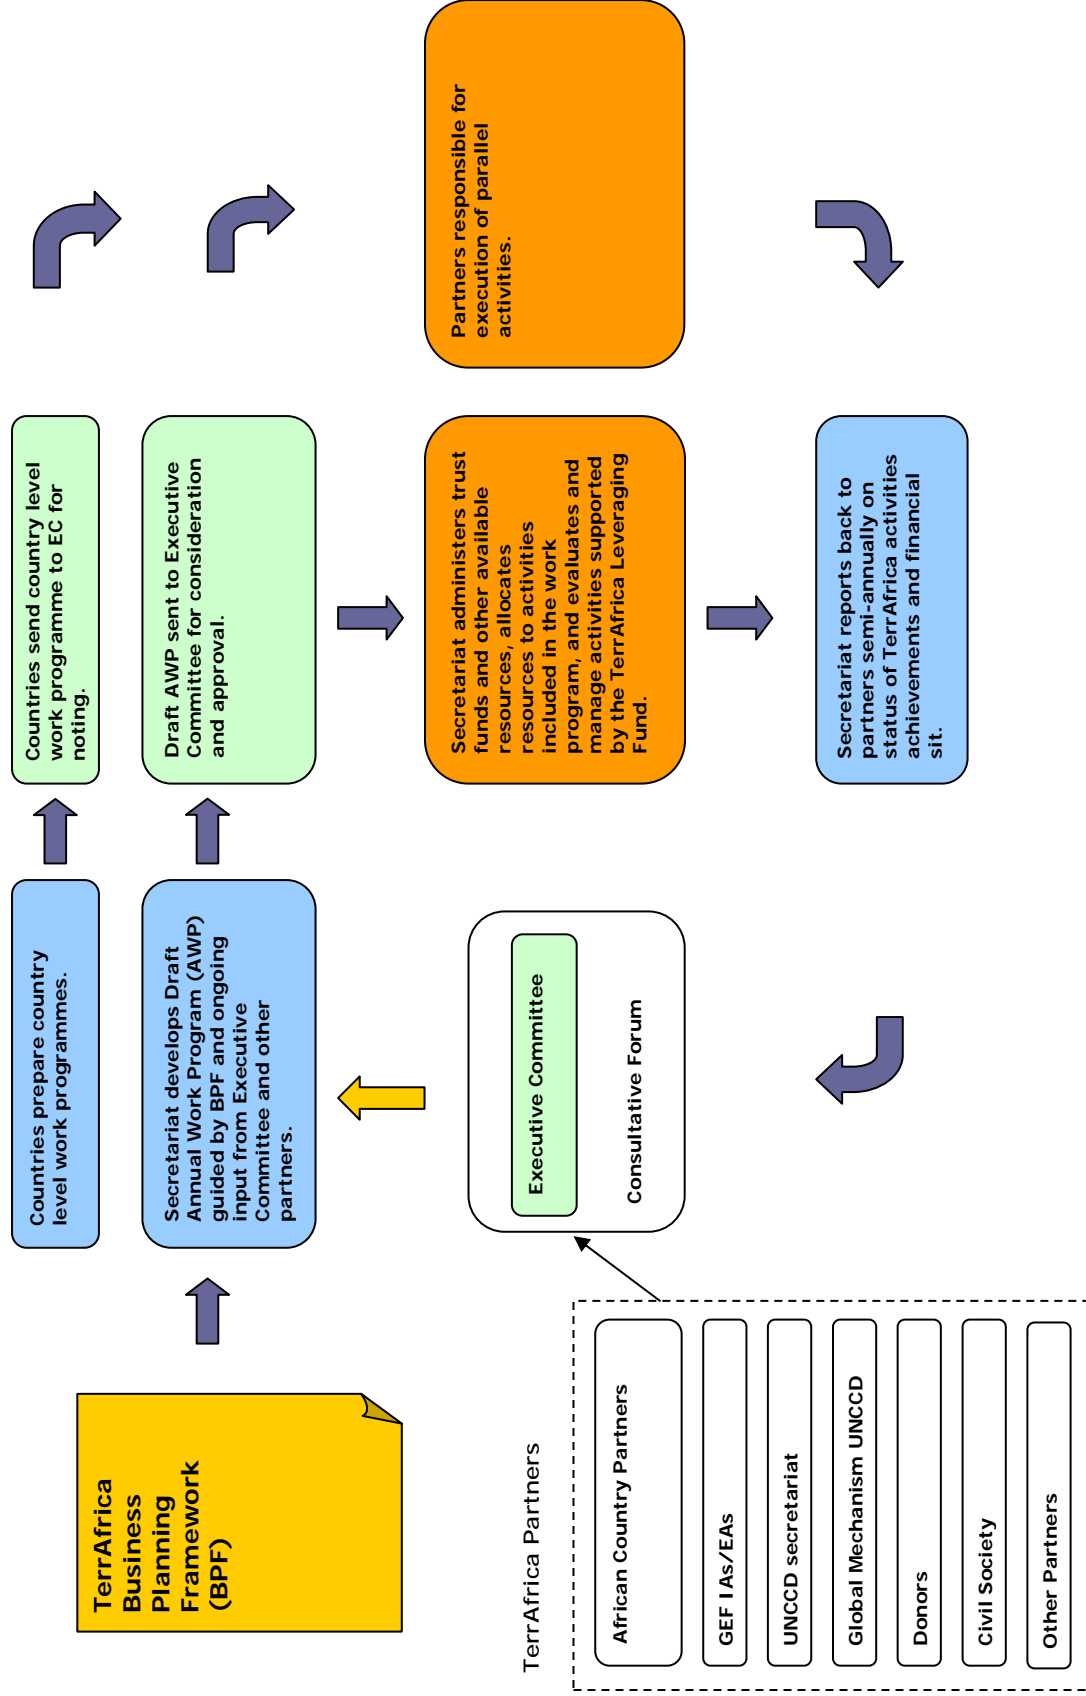 TerrAfrica
Business
Planning
Framework
(BPF)
Countries prepare country
level work programmes.
Countries send country level
work programme to EC for
noting.
Secretariat develops Draft
Annual Work Program (AWP)
guided by BPF and ongoing
input from Executive
Committee and other
partners.
Draft AWP sent to Executive
Committee for consideration
and approval.
Secretariat administers trust
funds and other available
resources, allocates
resources to activities
included in the work
program, and evaluates and
manage activities supported
by the TerrAfrica Leveraging
Fund.
Partners responsible for
execution of parallel
activities.
Executive Committee
Consultative Forum
Secretariat reports back to
partners semi-annually on
status of TerrAfrica activities
achievements and financial
sit.
TerrAfrica Partners
African Country Partners
GEF IAs/EAs
UNCCD secretariat
Global Mechanism UNCCD
Donors
Civil Society
Other Partners